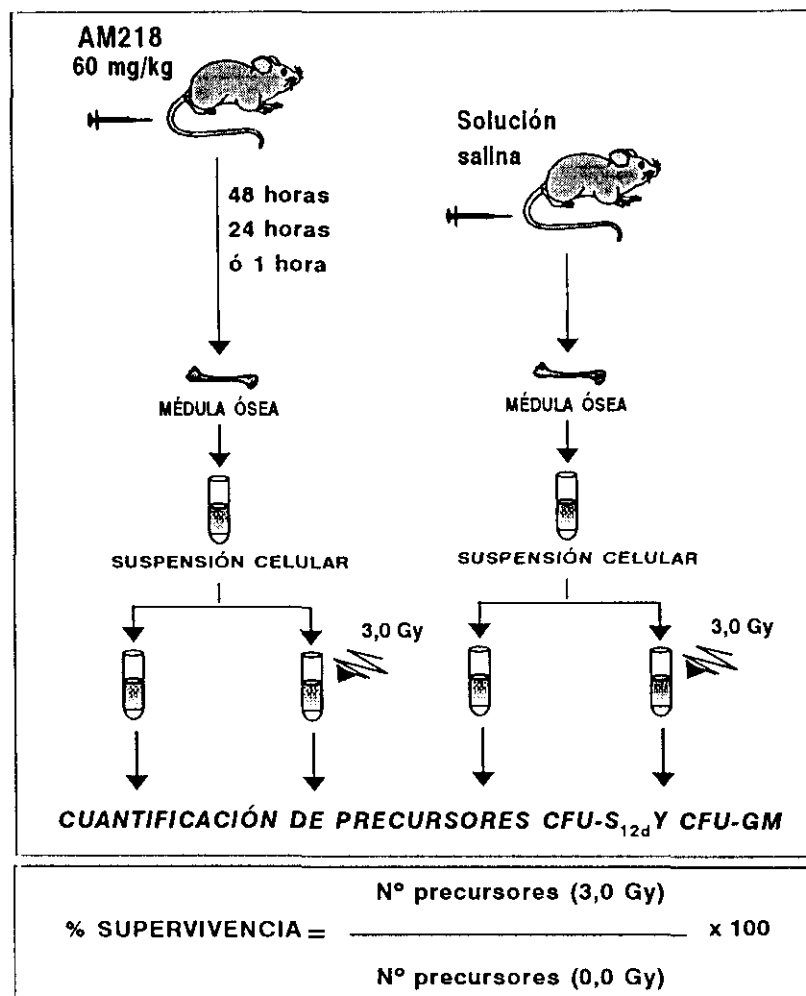 AM218
60 mg/kg
48 horas
24 horas
ó 1 hora
Solución
salina
MÉDULA ÓSEA
MÉDULA ÓSEA
SUSPENSIÓN CELULAR
SUSPENSIÓN CELULAR
3,0 Gy
3,0 Gy
CUANTIFICACIÓN DE PRECURSORES CFU-S12d Y CFU-GM
Nº precursores (3,0 Gy)
% SUPERVIVENCIA = x 100
Nº precursores (0,0 Gy)